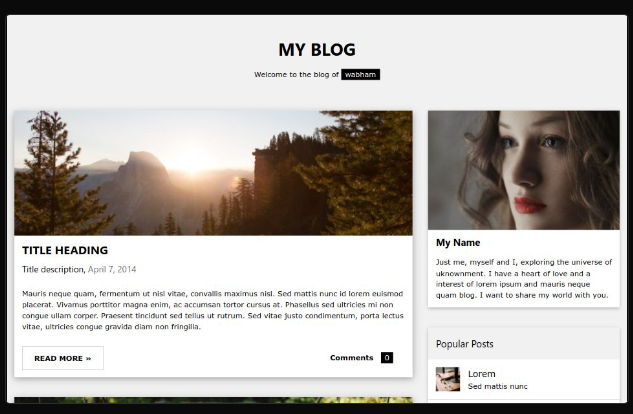 MY BLOG
Welcome to the blog of wabham
TITLE HEADING
Title description, April 7, 2014
Mauris neque quam, fermentum ut nisl vitae, convallis maximus nisl. Sed mattis nunc id lorem euismod
placerat. Vivamus porttitor magna enim, ac accumsan tortor cursus at. Phasellus sed ultricies mi non
congue ullam corper. Praesent tincidunt sed tellus ut rutrum. Sed vitae justo condimentum, porta lectus
vitae, ultricies congue gravida diam non fringilla.
READ MORE »
Comments 0
My Name
Just me, myself and I, exploring the universe of
uknownment. I have a heart of love and a
interest of lorem ipsum and mauris neque
quam blog. I want to share my world with you.
Popular Posts
Lorem
Sed mattis nunc